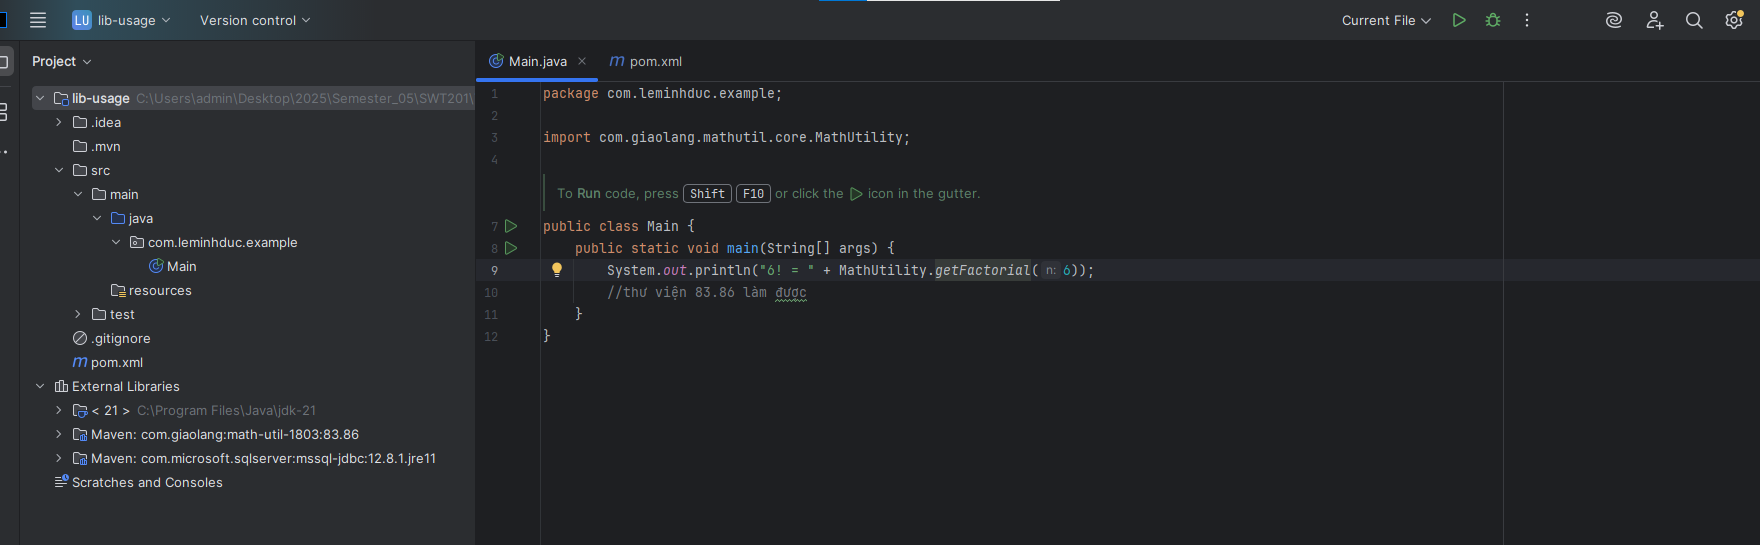 LU lib-usage Version control Current File
Project
Main.java pom.xml
lib-usage C:\Users\admin\Desktop\2025\Semester_05\SWT201\
.idea
.mvn
src
main
java
com.leminhduc.example
Main
resources
test
.gitignore
pom.xml
External Libraries
< 21 > C:\Program Files\Java\jdk-21
Maven: com.giaolang:math-util-1803:83.86
Maven: com.microsoft.sqlserver:mssql-jdbc:12.8.1.jre11
Scratches and Consoles
1 package com.leminhduc.example;
2
3 import com.giaolang.mathutil.core.MathUtility;
4
To Run code, press Shift F10 or click the icon in the gutter.
7 public class Main {
8 public static void main(String[] args) {
9 System.out.println("6! = " + MathUtility.getFactorial( n: 6));
10 //thư viện 83.86 làm được
11 }
12 }